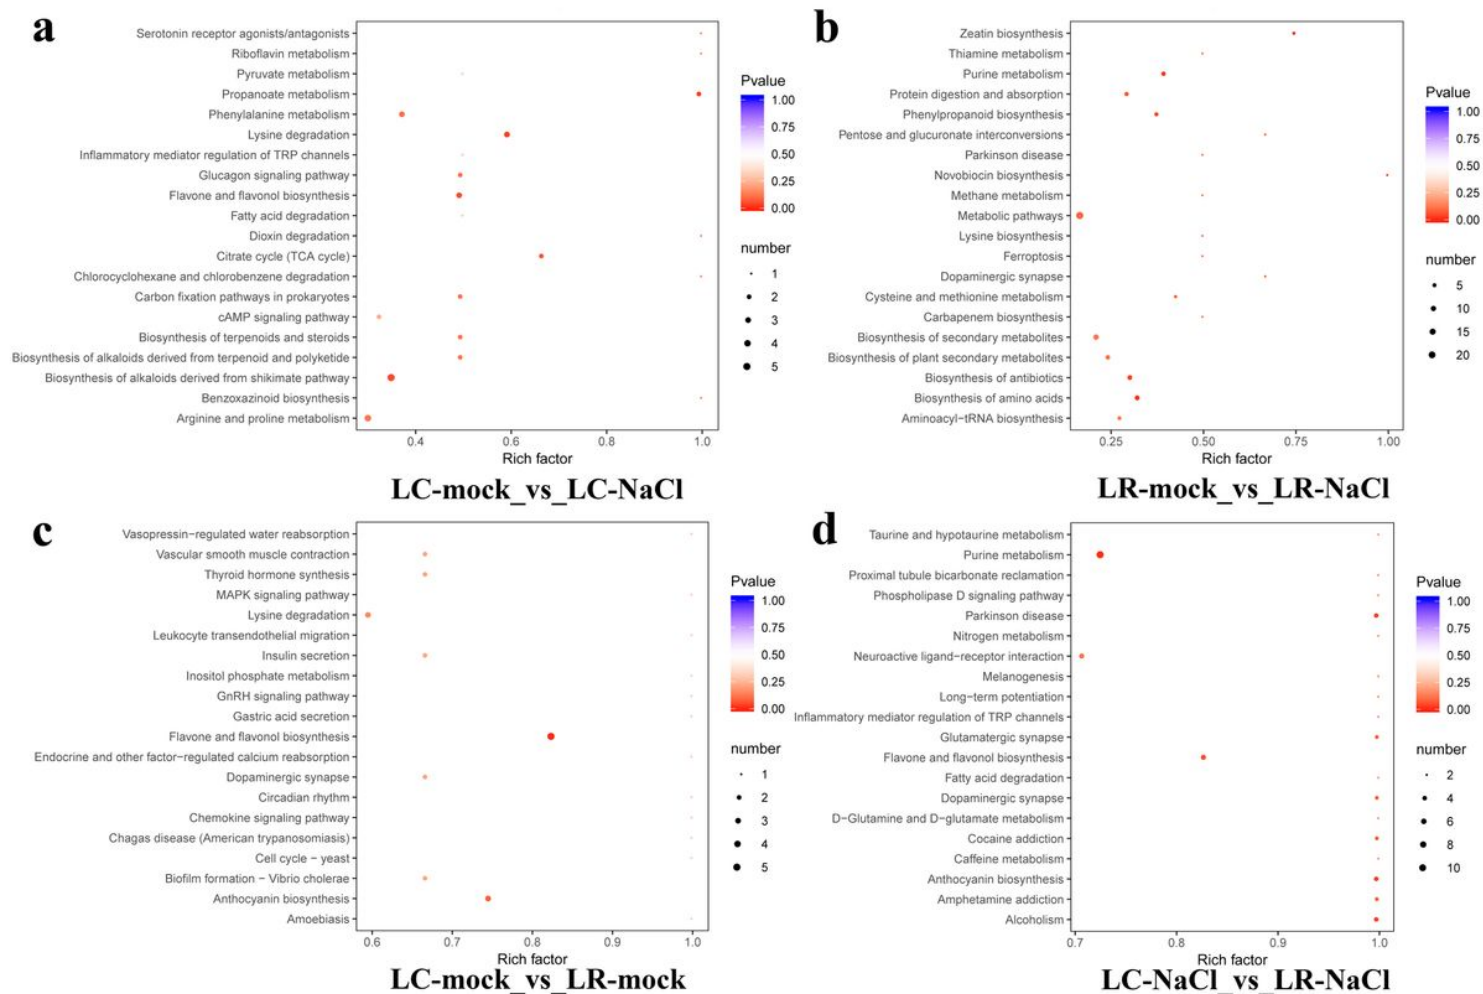 a
Serotonin receptor agonists/antagonists
Riboflavin metabolism
Pyruvate metabolism
Propanoate metabolism
Phenylalanine metabolism
Lysine degradation
Inflammatory mediator regulation of TRP channels
Glucagon signaling pathway
Flavone and flavonol biosynthesis
Fatty acid degradation
Dioxin degradation
Citrate cycle (TCA cycle)
Chlorocyclohexane and chlorobenzene degradation
Carbon fixation pathways in prokaryotes
cAMP signaling pathway
Biosynthesis of terpenoids and steroids
Biosynthesis of alkaloids derived from terpenoid and polyketide
Biosynthesis of alkaloids derived from shikimate pathway
Benzoxazinoid biosynthesis
Arginine and proline metabolism
0.4 0.6 0.8 1.0
Rich factor
Pvalue
1.00
0.75
0.50
0.25
0.00
number
1
2
3
4
5
LC-mock_vs_LC-NaCl
b
Zeatin biosynthesis
Thiamine metabolism
Purine metabolism
Protein digestion and absorption
Phenylpropanoid biosynthesis
Pentose and glucuronate interconversions
Parkinson disease
Novobiocin biosynthesis
Methane metabolism
Metabolic pathways
Lysine biosynthesis
Ferroptosis
Dopaminergic synapse
Cysteine and methionine metabolism
Carbapenem biosynthesis
Biosynthesis of secondary metabolites
Biosynthesis of plant secondary metabolites
Biosynthesis of antibiotics
Biosynthesis of amino acids
Aminoacyl−tRNA biosynthesis
0.25 0.50 0.75 1.00
Rich factor
Pvalue
1.00
0.75
0.50
0.25
0.00
number
5
10
15
20
LR-mock_vs_LR-NaCl
c
Vasopressin−regulated water reabsorption
Vascular smooth muscle contraction
Thyroid hormone synthesis
MAPK signaling pathway
Lysine degradation
Leukocyte transendothelial migration
Insulin secretion
Inositol phosphate metabolism
GnRH signaling pathway
Gastric acid secretion
Flavone and flavonol biosynthesis
Endocrine and other factor−regulated calcium reabsorption
Dopaminergic synapse
Circadian rhythm
Chemokine signaling pathway
Chagas disease (American trypanosomiasis)
Cell cycle − yeast
Biofilm formation − Vibrio cholerae
Anthocyanin biosynthesis
Amoebiasis
0.6 0.7 0.8 0.9 1.0
Rich factor
Pvalue
1.00
0.75
0.50
0.25
0.00
number
1
2
3
4
5
LC-mock_vs_LR-mock
d
Taurine and hypotaurine metabolism
Purine metabolism
Proximal tubule bicarbonate reclamation
Phospholipase D signaling pathway
Parkinson disease
Nitrogen metabolism
Neuroactive ligand−receptor interaction
Melanogenesis
Long−term potentiation
Inflammatory mediator regulation of TRP channels
Glutamatergic synapse
Flavone and flavonol biosynthesis
Fatty acid degradation
Dopaminergic synapse
D−Glutamine and D−glutamate metabolism
Cocaine addiction
Caffeine metabolism
Anthocyanin biosynthesis
Amphetamine addiction
Alcoholism
0.7 0.8 0.9 1.0
Rich factor
Pvalue
1.00
0.75
0.50
0.25
0.00
number
2
4
6
8
10
LC-NaCl_vs_LR-NaCl